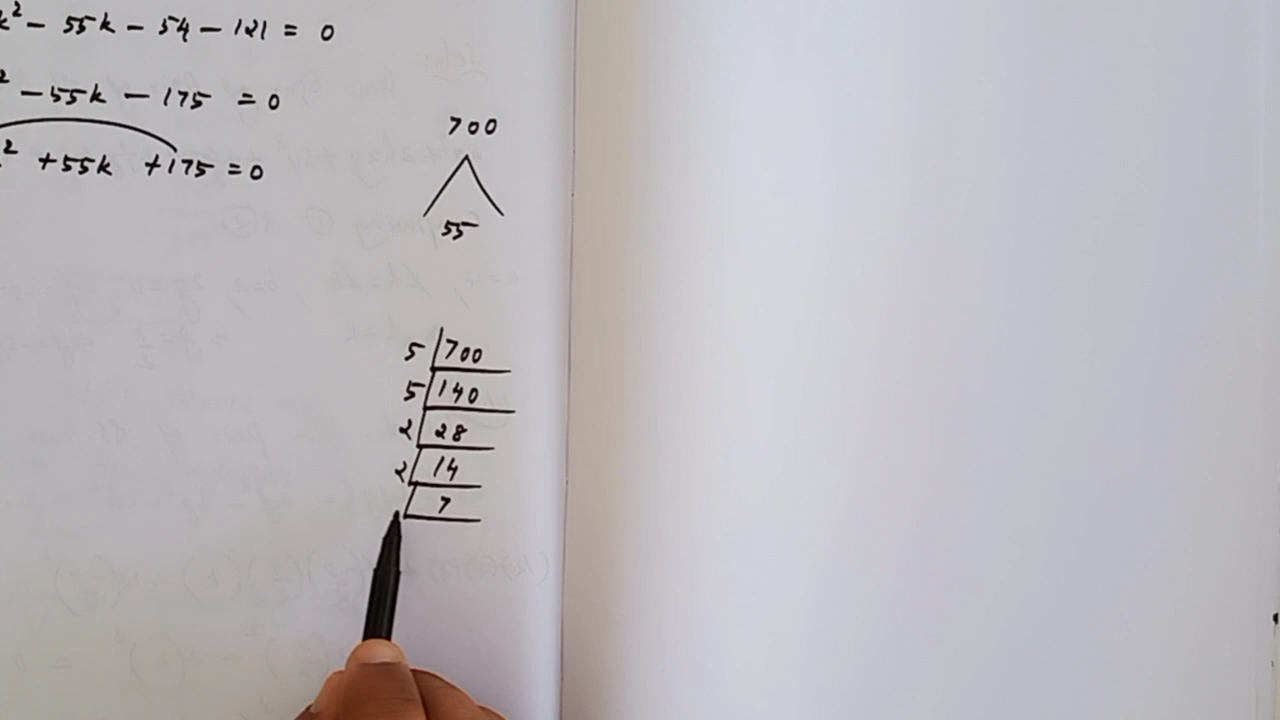 k² - 55k - 54 - 121 = 0
² - 55k - 175 = 0
² + 55k + 175 = 0
700
55
5 | 700
5 | 140
2 | 28
2 | 14
7